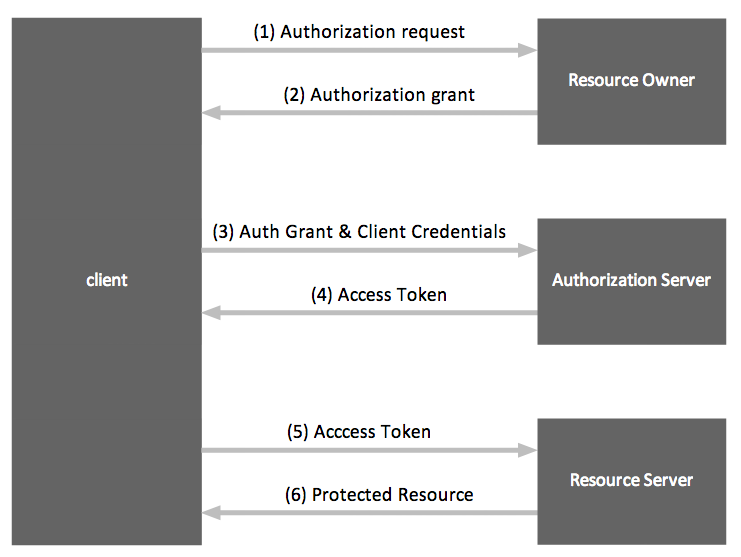 (1) Authorization request
Resource Owner
(2) Authorization grant
(3) Auth Grant & Client Credentials
client
Authorization Server
(4) Access Token
(5) Acccess Token
Resource Server
(6) Protected Resource